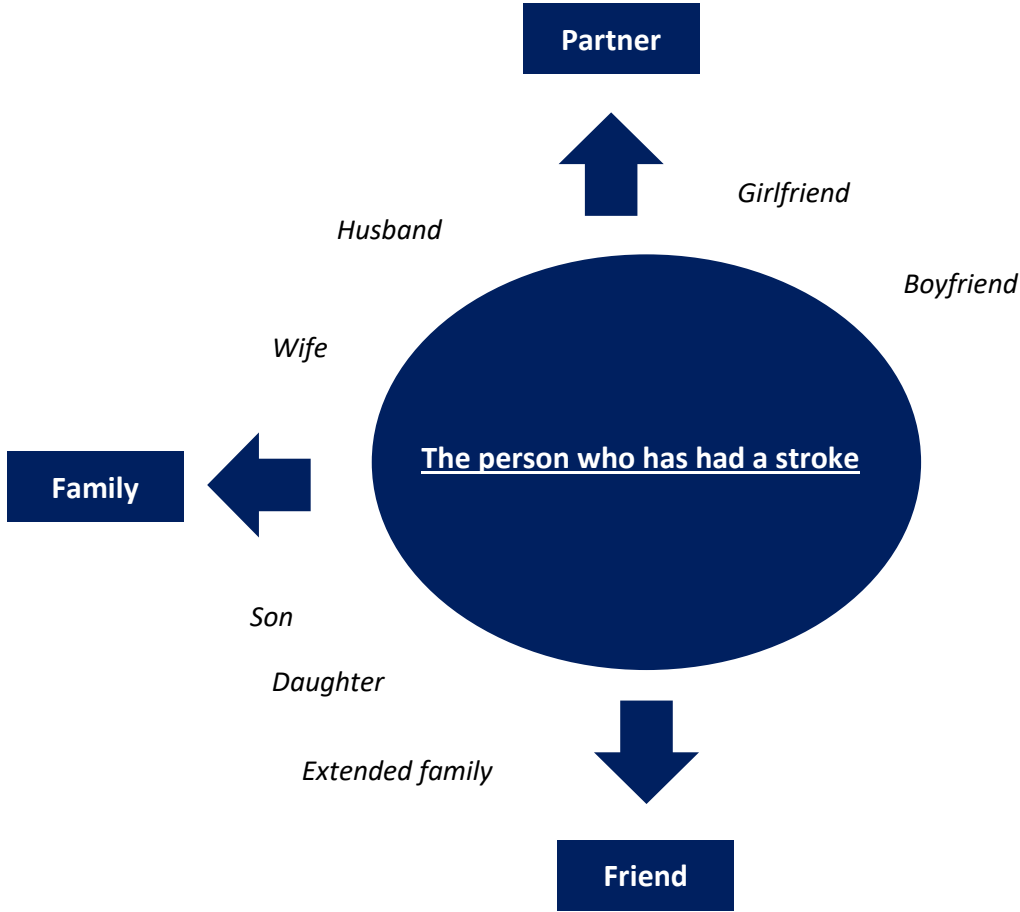 Partner
Girlfriend
Husband
Boyfriend
Wife
The person who has had a stroke
Family
Son
Daughter
Extended family
Friend